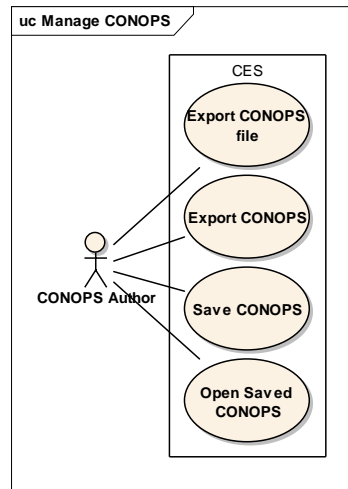 uc Manage CONOPS
CES
Export CONOPS
file
Export CONOPS
CONOPS Author
Save CONOPS
Open Saved
CONOPS